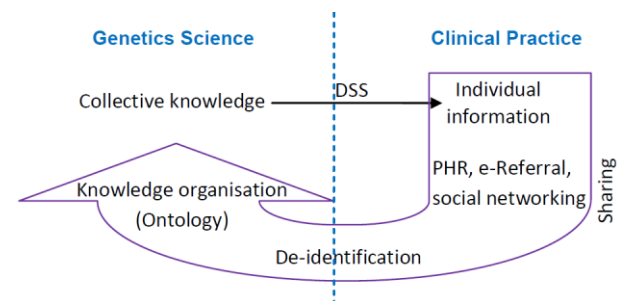 Genetics Science
Clinical Practice
Collective knowledge
DSS
Individual
information
PHR, e-Referral,
social networking
Sharing
Knowledge organisation
(Ontology)
De-identification